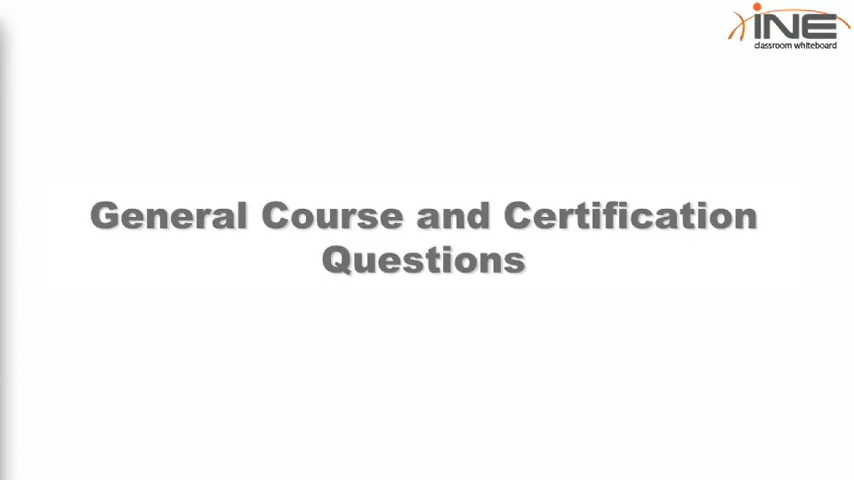 iNE
classroom whiteboard
General Course and Certification
Questions